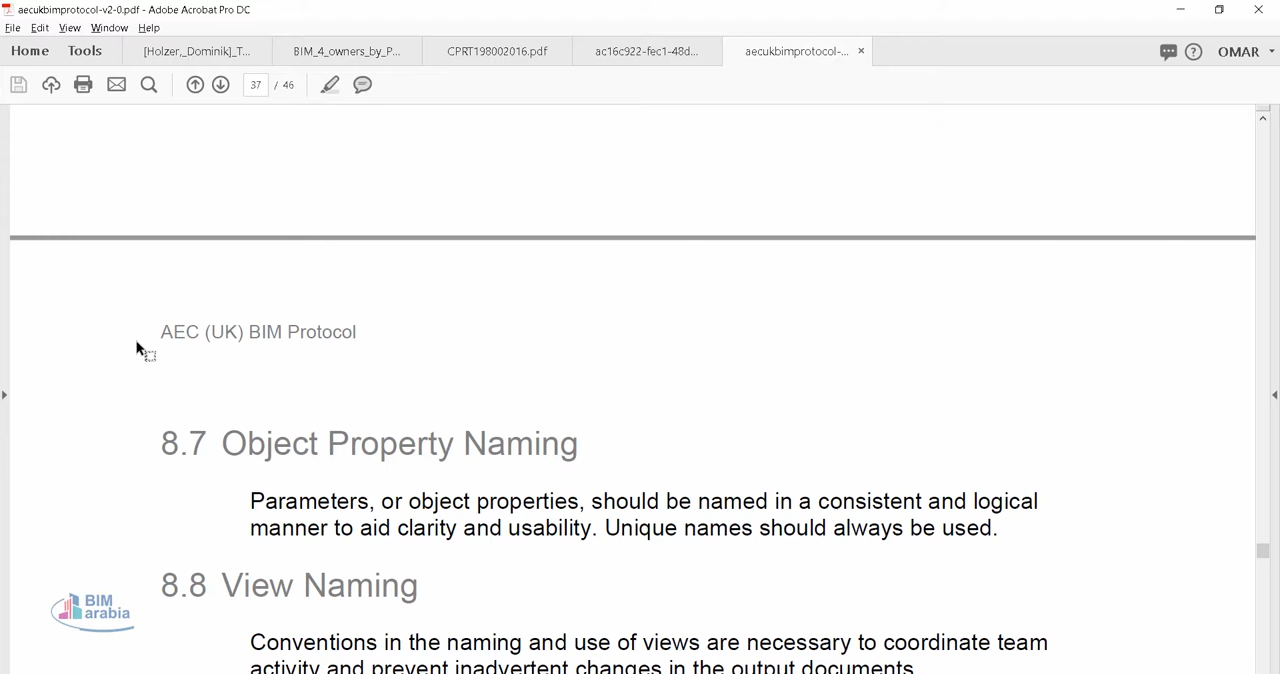 aecukbimprotocol-v2-0.pdf - Adobe Acrobat Pro DC
File Edit View Window Help
Home Tools [Holzer,_Dominik]_T... BIM_4_owners_by_P... CPRT198002016.pdf ac16c922-fec1-48d... aecukbimprotocol-... × OMAR
37 / 46
AEC (UK) BIM Protocol
8.7 Object Property Naming
Parameters, or object properties, should be named in a consistent and logical
manner to aid clarity and usability. Unique names should always be used.
8.8 View Naming
BIM
arabia
Conventions in the naming and use of views are necessary to coordinate team
activity and prevent inadvertent changes in the output documents.